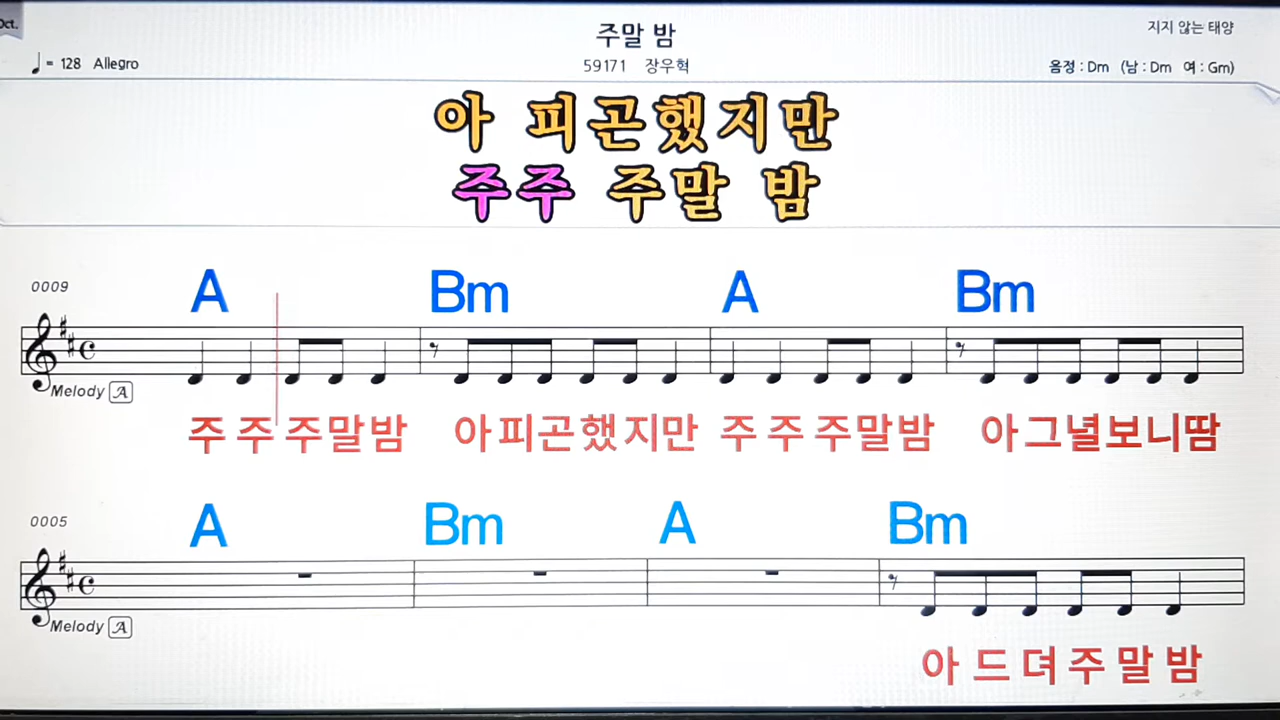 Oct.
주말 밤
지지 않는 태양
♩= 128 Allegro
59171 장우혁
음정 : Dm (남 : Dm 여 : Gm)
아 피곤했지만
주주 주말 밤
0009
A Bm A Bm
Melody A
주 주 주말밤 아피곤했지만 주 주 주말밤 아그녈보니땀
0005
A Bm A Bm
Melody A
아 드 뎌 주 말 밤